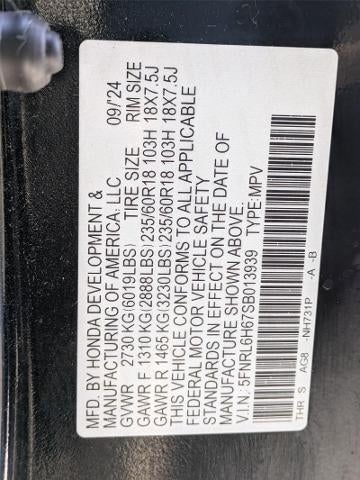 MFD. BY HONDA DEVELOPMENT &
MANUFACTURING OF AMERICA, LLC 09/'24
TIRE SIZE RIM SIZE
GVWR 2730 KG(6019LBS)
GAWR F 1310 KG(2888LBS)235/60R18 103H 18X7.5J
GAWR R 1465 KG(3230LBS)235/60R18 103H 18X7.5J
THIS VEHICLE CONFORMS TO ALL APPLICABLE
FEDERAL MOTOR VEHICLE SAFETY
STANDARDS IN EFFECT ON THE DATE OF
MANUFACTURE SHOWN ABOVE.
V.I.N: 5FNRL6H67SB013939 TYPE:MPV
THR S AG8 -NH731P -A -B